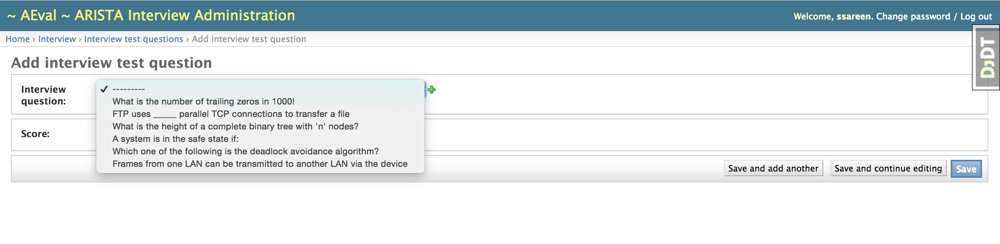 ~ AEval ~ ARISTA Interview Administration
Welcome, ssareen. Change password / Log out
Home › Interview › Interview test questions › Add interview test question
DjDT
Add interview test question
Interview
question:
✓ ---------
What is the number of trailing zeros in 1000!
FTP uses _____ parallel TCP connections to transfer a file
What is the height of a complete binary tree with 'n' nodes?
A system is in the safe state if:
Which one of the following is the deadlock avoidance algorithm?
Frames from one LAN can be transmitted to another LAN via the device
Score:
Save and add another
Save and continue editing
Save